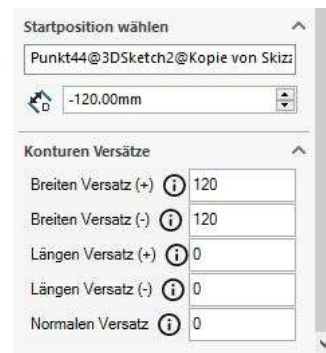 Startposition wählen
Punkt44@3DSketch2@Kopie von Skizz
D -120.00mm
Konturen Versätze
Breiten Versatz (+) i 120
Breiten Versatz (-) i 120
Längen Versatz (+) i 0
Längen Versatz (-) i 0
Normalen Versatz i 0